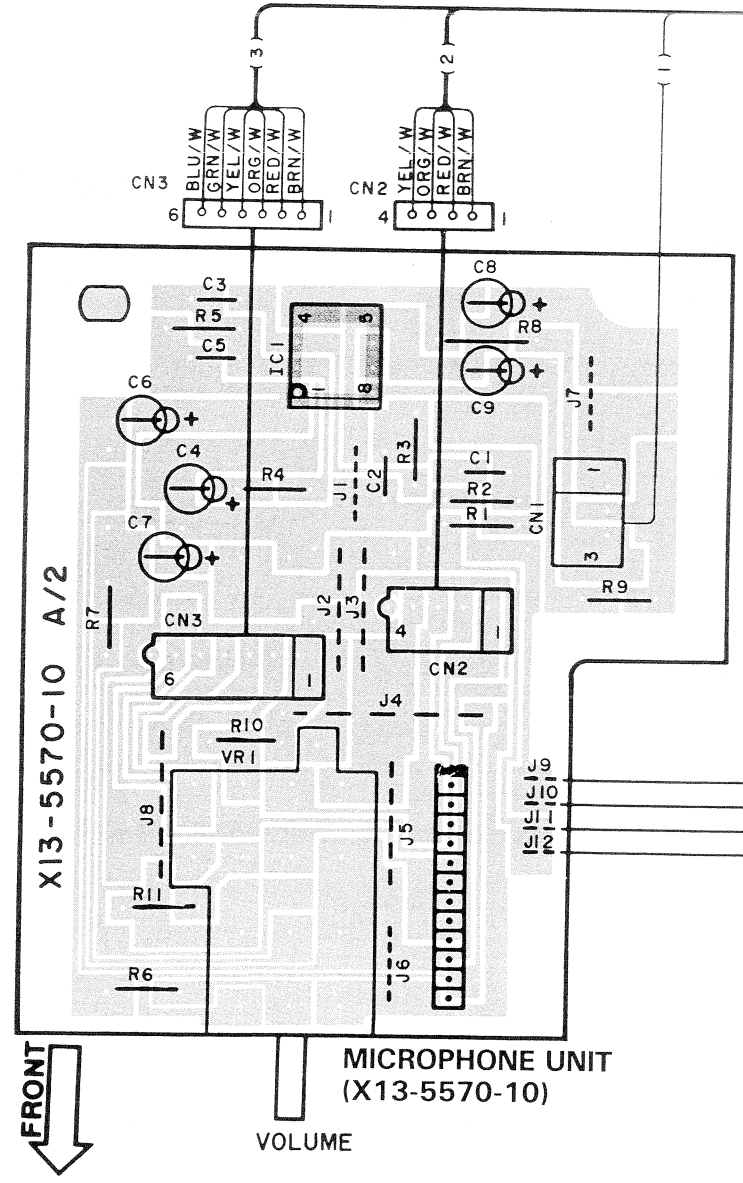 (3)
(2)
(1)
BLU/W
GRN/W
YEL/W
ORG/W
RED/W
BRN/W
YEL/W
ORG/W
RED/W
BRN/W
CN3
CN2
6
1
4
1
C3
R5
C5
C8
R8
C9
IC1
4
5
1
8
C6
C4
C7
R4
J1
C2
R3
C1
R2
R1
J7
CN1
1
3
R9
R7
CN3
6
1
J2
J3
4
1
CN2
J4
R10
VR1
J8
J5
J9
J10
J11
J12
R11
R6
J6
X13-5570-10 A/2
FRONT
MICROPHONE UNIT
(X13-5570-10)
VOLUME